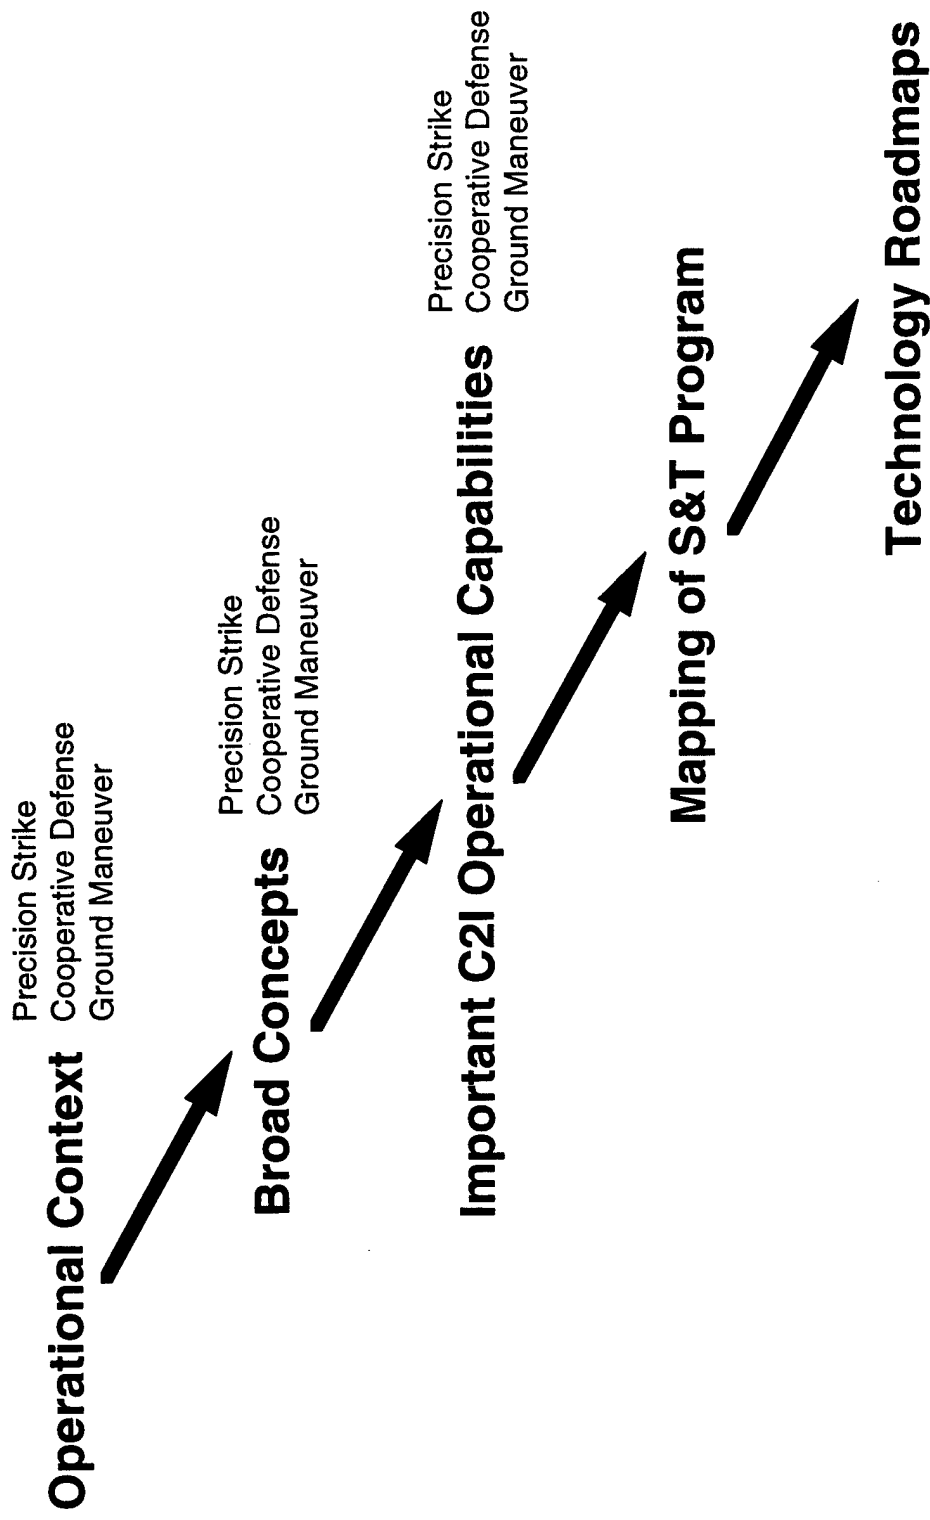 Operational Context
Precision Strike
Cooperative Defense
Ground Maneuver
Broad Concepts
Precision Strike
Cooperative Defense
Ground Maneuver
Important C2I Operational Capabilities
Precision Strike
Cooperative Defense
Ground Maneuver
Mapping of S&T Program
Technology Roadmaps